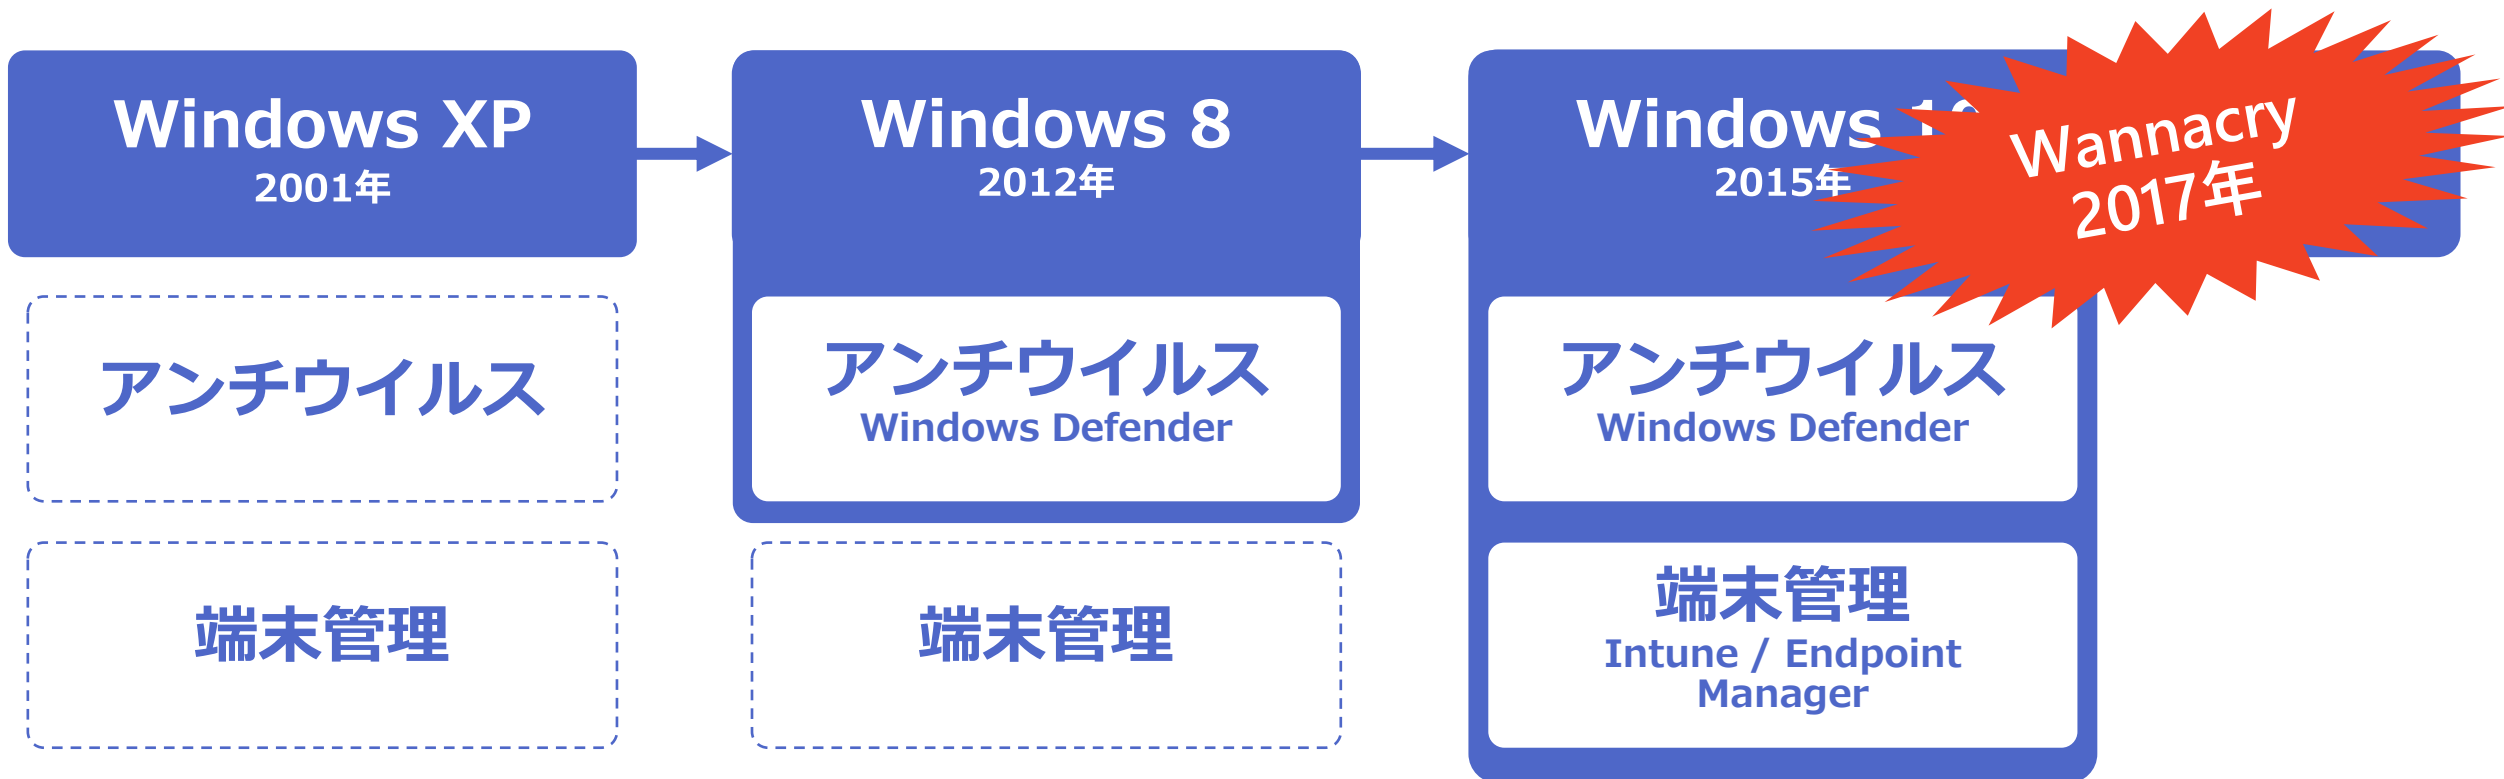 Windows XP
2001年
Windows 8
2012年
Windows 10
2015年
Wannacry
2017年
アンチウイルス
アンチウイルス
Windows Defender
アンチウイルス
Windows Defender
端末管理
端末管理
端末管理
Intune / Endpoint
Manager